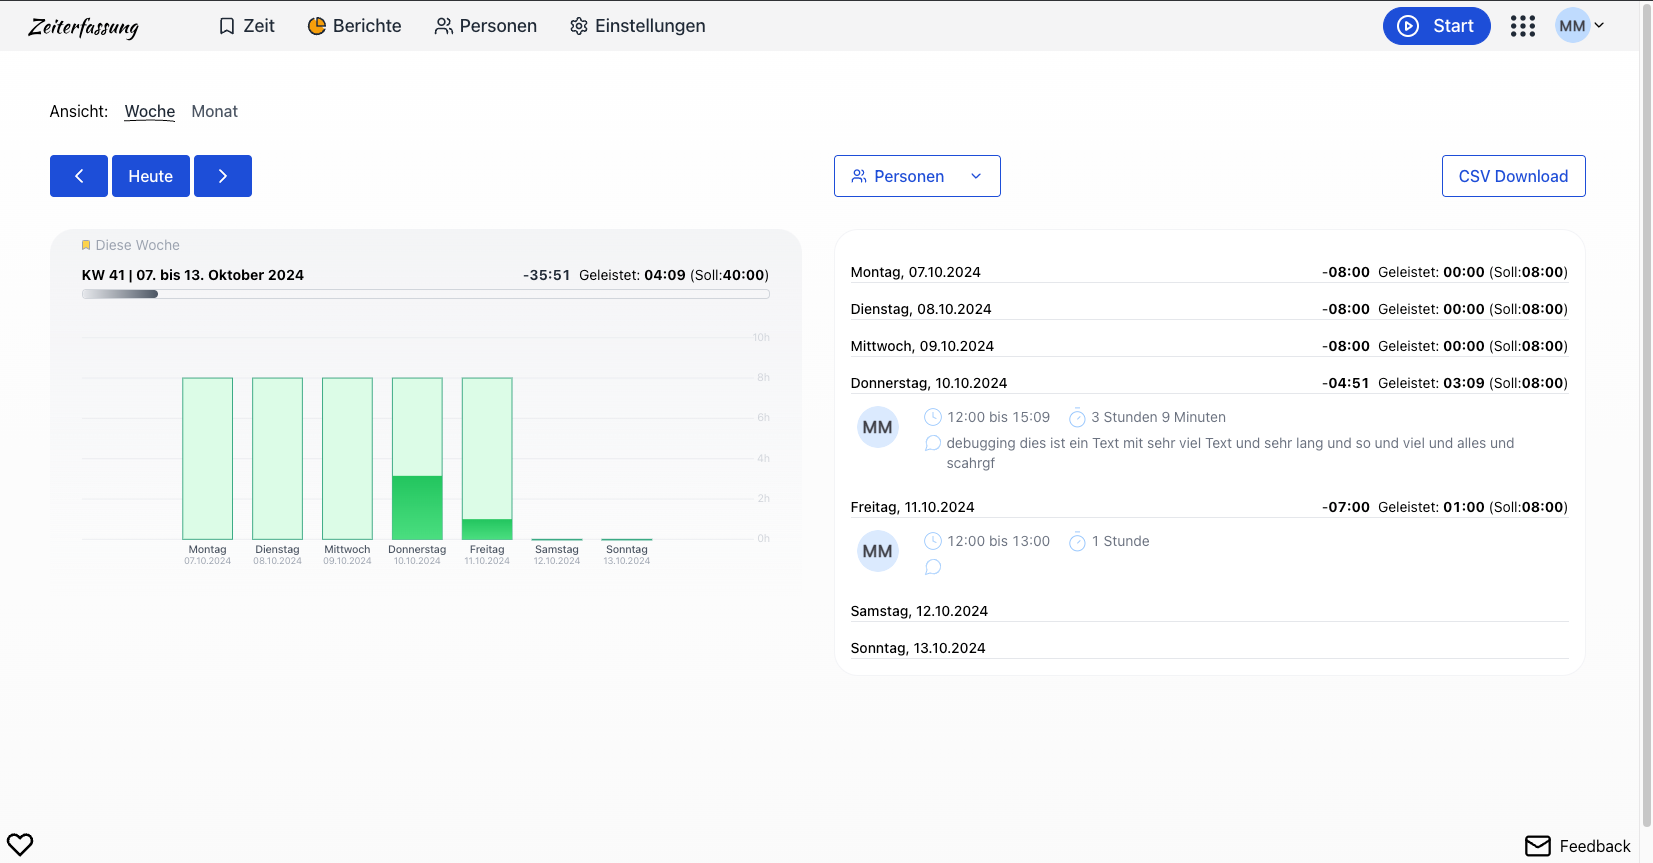 Zeiterfassung
Zeit
Berichte
Personen
Einstellungen
Start
MM
Ansicht: Woche Monat
Heute
Personen
CSV Download
Diese Woche
KW 41 | 07. bis 13. Oktober 2024 -35:51 Geleistet: 04:09 (Soll:40:00)
10h
8h
6h
4h
2h
0h
Montag Dienstag Mittwoch Donnerstag Freitag Samstag Sonntag
07.10.2024 08.10.2024 09.10.2024 10.10.2024 11.10.2024 12.10.2024 13.10.2024
Montag, 07.10.2024 -08:00 Geleistet: 00:00 (Soll:08:00)
Dienstag, 08.10.2024 -08:00 Geleistet: 00:00 (Soll:08:00)
Mittwoch, 09.10.2024 -08:00 Geleistet: 00:00 (Soll:08:00)
Donnerstag, 10.10.2024 -04:51 Geleistet: 03:09 (Soll:08:00)
MM
12:00 bis 15:09 3 Stunden 9 Minuten
debugging dies ist ein Text mit sehr viel Text und sehr lang und so und viel und alles und
scahrgf
Freitag, 11.10.2024 -07:00 Geleistet: 01:00 (Soll:08:00)
MM
12:00 bis 13:00 1 Stunde
Samstag, 12.10.2024
Sonntag, 13.10.2024
Feedback